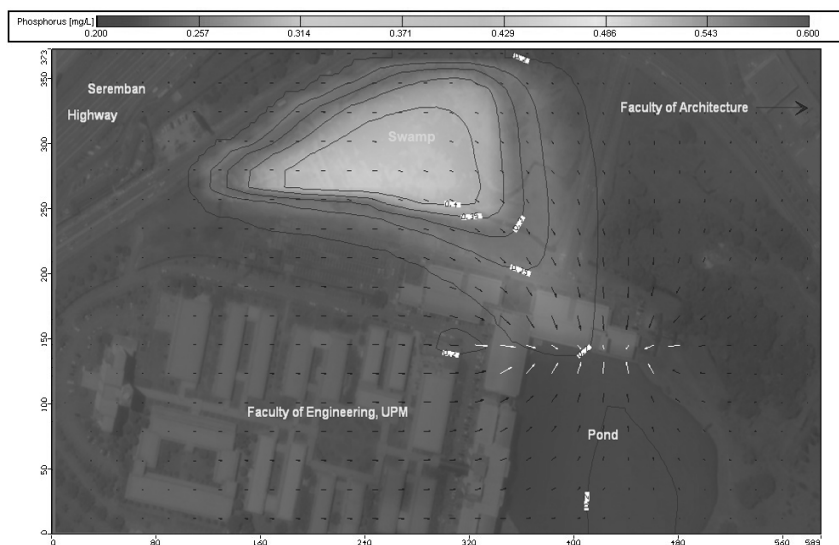 Phosphorus [mg/L]
0.200 0.257 0.314 0.371 0.429 0.486 0.543 0.600
373
350
Seremban
Highway
Faculty of Architecture
Swamp
300
250
200
150
100
50
0
Faculty of Engineering, UPM
Pond
0 80 160 240 320 400 480 560 589